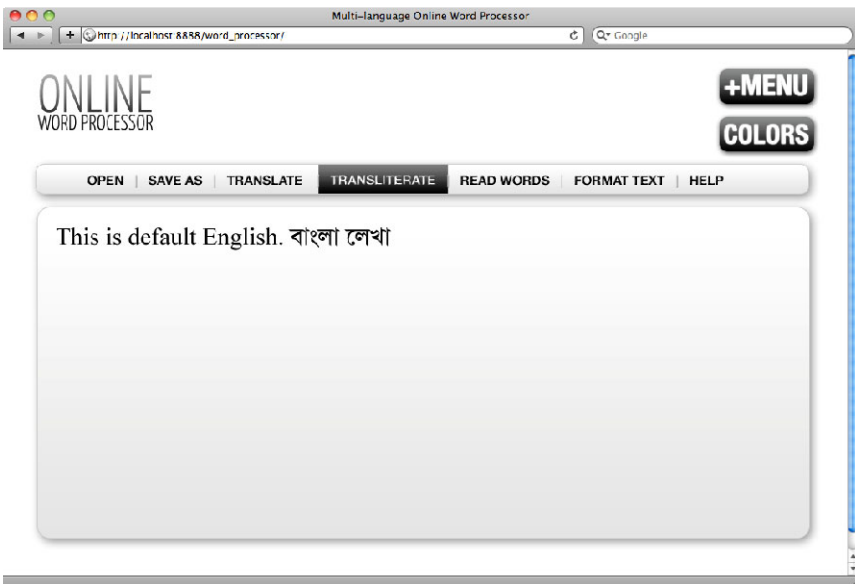 Multi-language Online Word Processor
http://localhost:8888/word_processor/
Google
ONLINE
WORD PROCESSOR
+MENU
COLORS
OPEN | SAVE AS | TRANSLATE | TRANSLITERATE | READ WORDS | FORMAT TEXT | HELP
This is default English. বাংলা লেখা